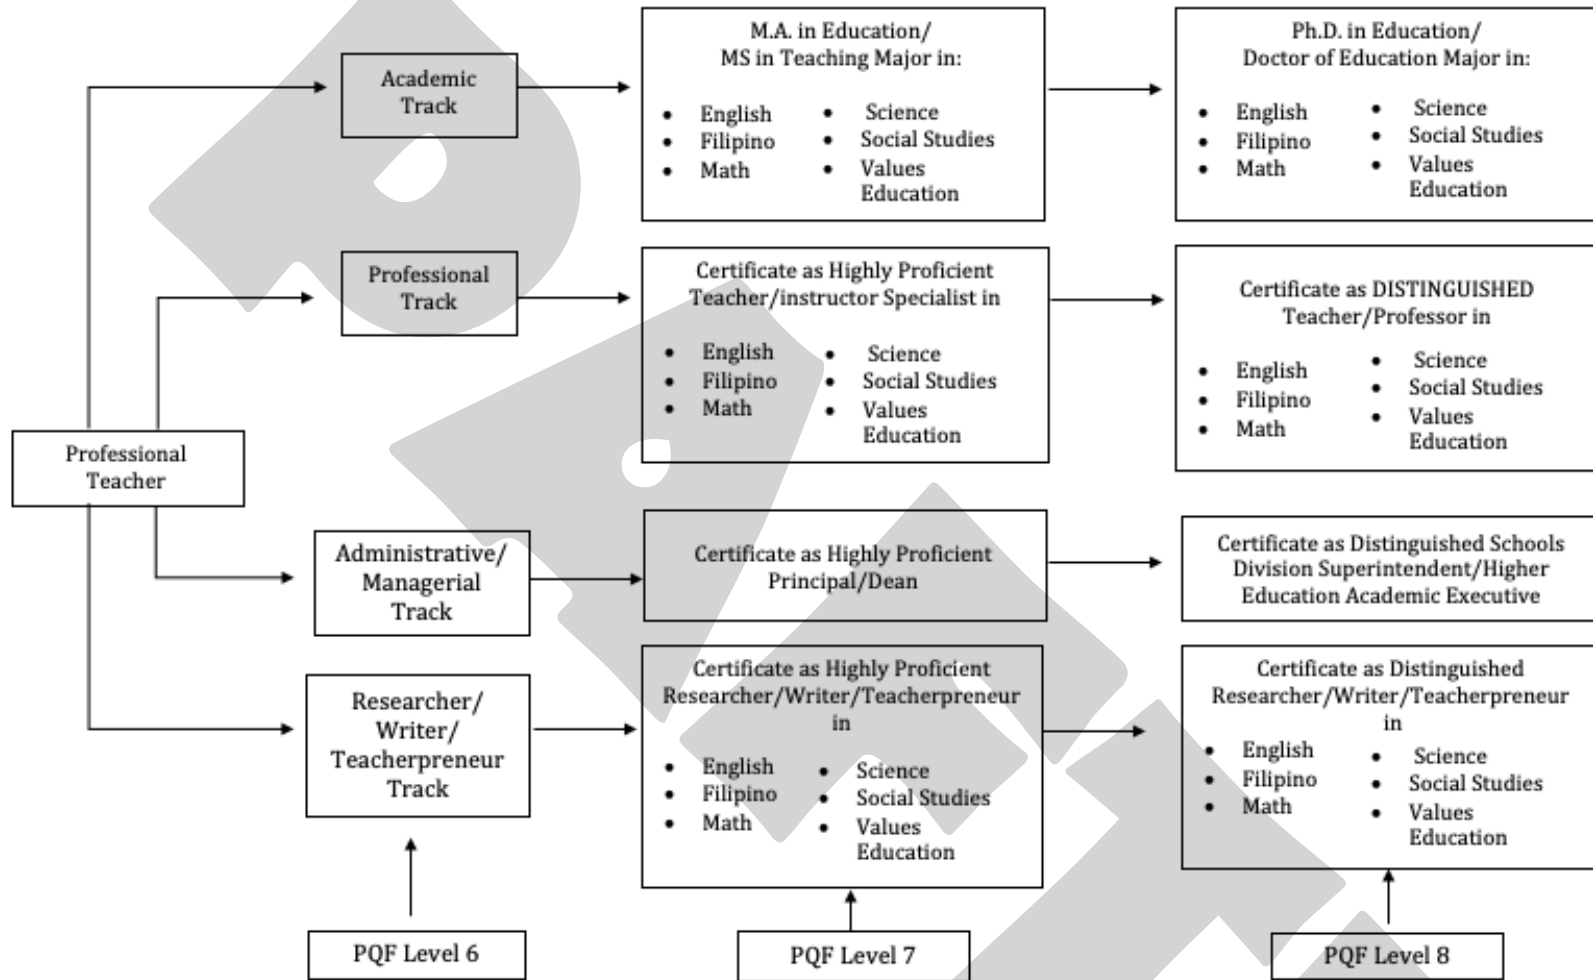 Academic
Track
M.A. in Education/
MS in Teaching Major in:
• English
• Filipino
• Math
• Science
• Social Studies
• Values
Education
Ph.D. in Education/
Doctor of Education Major in:
• English
• Filipino
• Math
• Science
• Social Studies
• Values
Education
Professional
Track
Certificate as Highly Proficient
Teacher/instructor Specialist in
• English
• Filipino
• Math
• Science
• Social Studies
• Values
Education
Certificate as DISTINGUISHED
Teacher/Professor in
• English
• Filipino
• Math
• Science
• Social Studies
• Values
Education
Professional
Teacher
Administrative/
Managerial
Track
Certificate as Highly Proficient
Principal/Dean
Certificate as Distinguished Schools
Division Superintendent/Higher
Education Academic Executive
Researcher/
Writer/
Teacherpreneur
Track
Certificate as Highly Proficient
Researcher/Writer/Teacherpreneur
in
• English
• Filipino
• Math
• Science
• Social Studies
• Values
Education
Certificate as Distinguished
Researcher/Writer/Teacherpreneur
in
• English
• Filipino
• Math
• Science
• Social Studies
• Values
Education
PQF Level 6
PQF Level 7
PQF Level 8